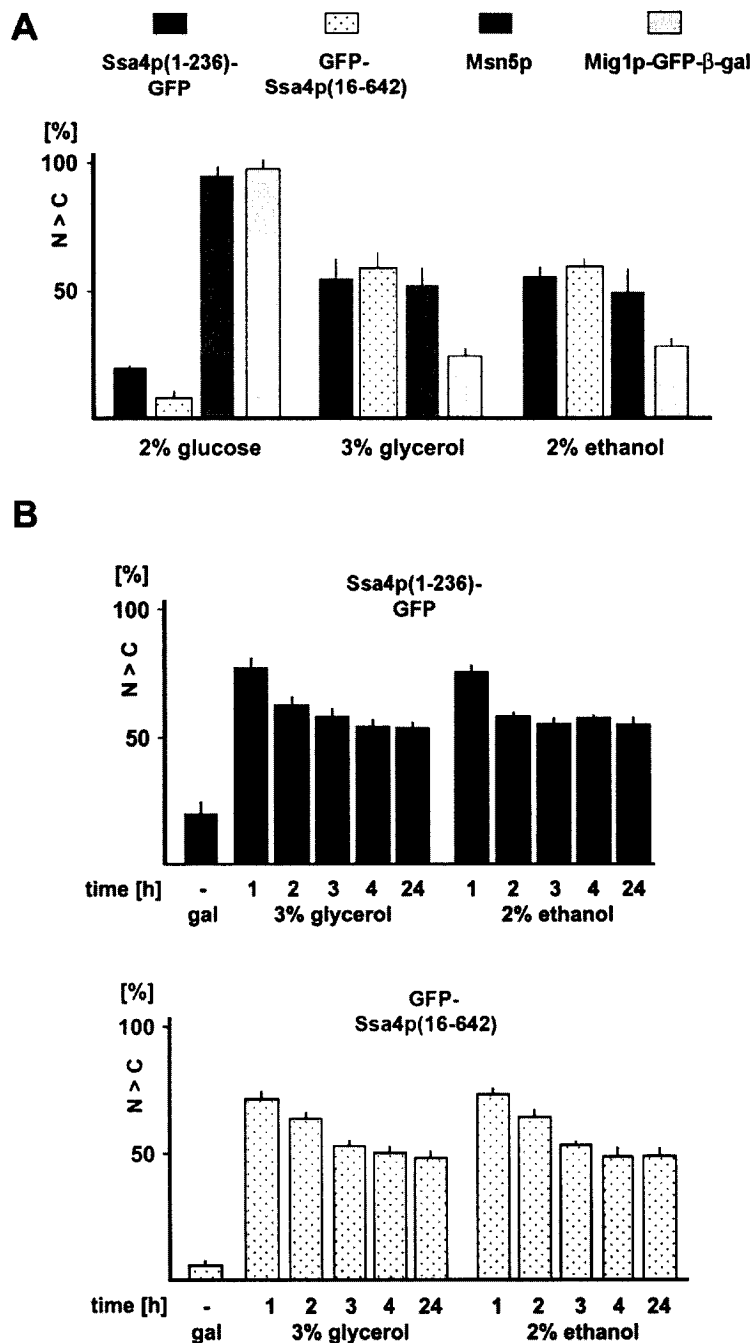 A
Ssa4p(1-236)-
GFP
GFP-
Ssa4p(16-642)
Msn5p
Mig1p-GFP-β-gal
[%]
100
N > C
50
2% glucose
3% glycerol
2% ethanol
B
[%]
Ssa4p(1-236)-
GFP
100
N > C
50
time [h] - 1 2 3 4 24 1 2 3 4 24
gal 3% glycerol 2% ethanol
[%]
GFP-
Ssa4p(16-642)
100
N > C
50
time [h] - 1 2 3 4 24 1 2 3 4 24
gal 3% glycerol 2% ethanol